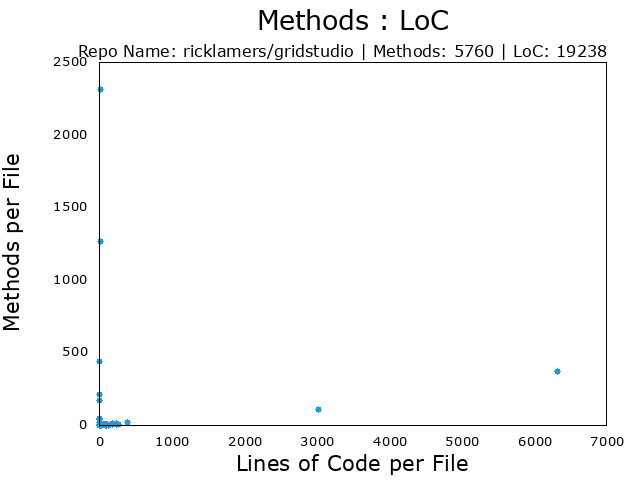 Methods : LoC
Repo Name: ricklamers/gridstudio | Methods: 5760 | LoC: 19238
2500
2000
1500
1000
500
0
Methods per File
0 1000 2000 3000 4000 5000 6000 7000
Lines of Code per File